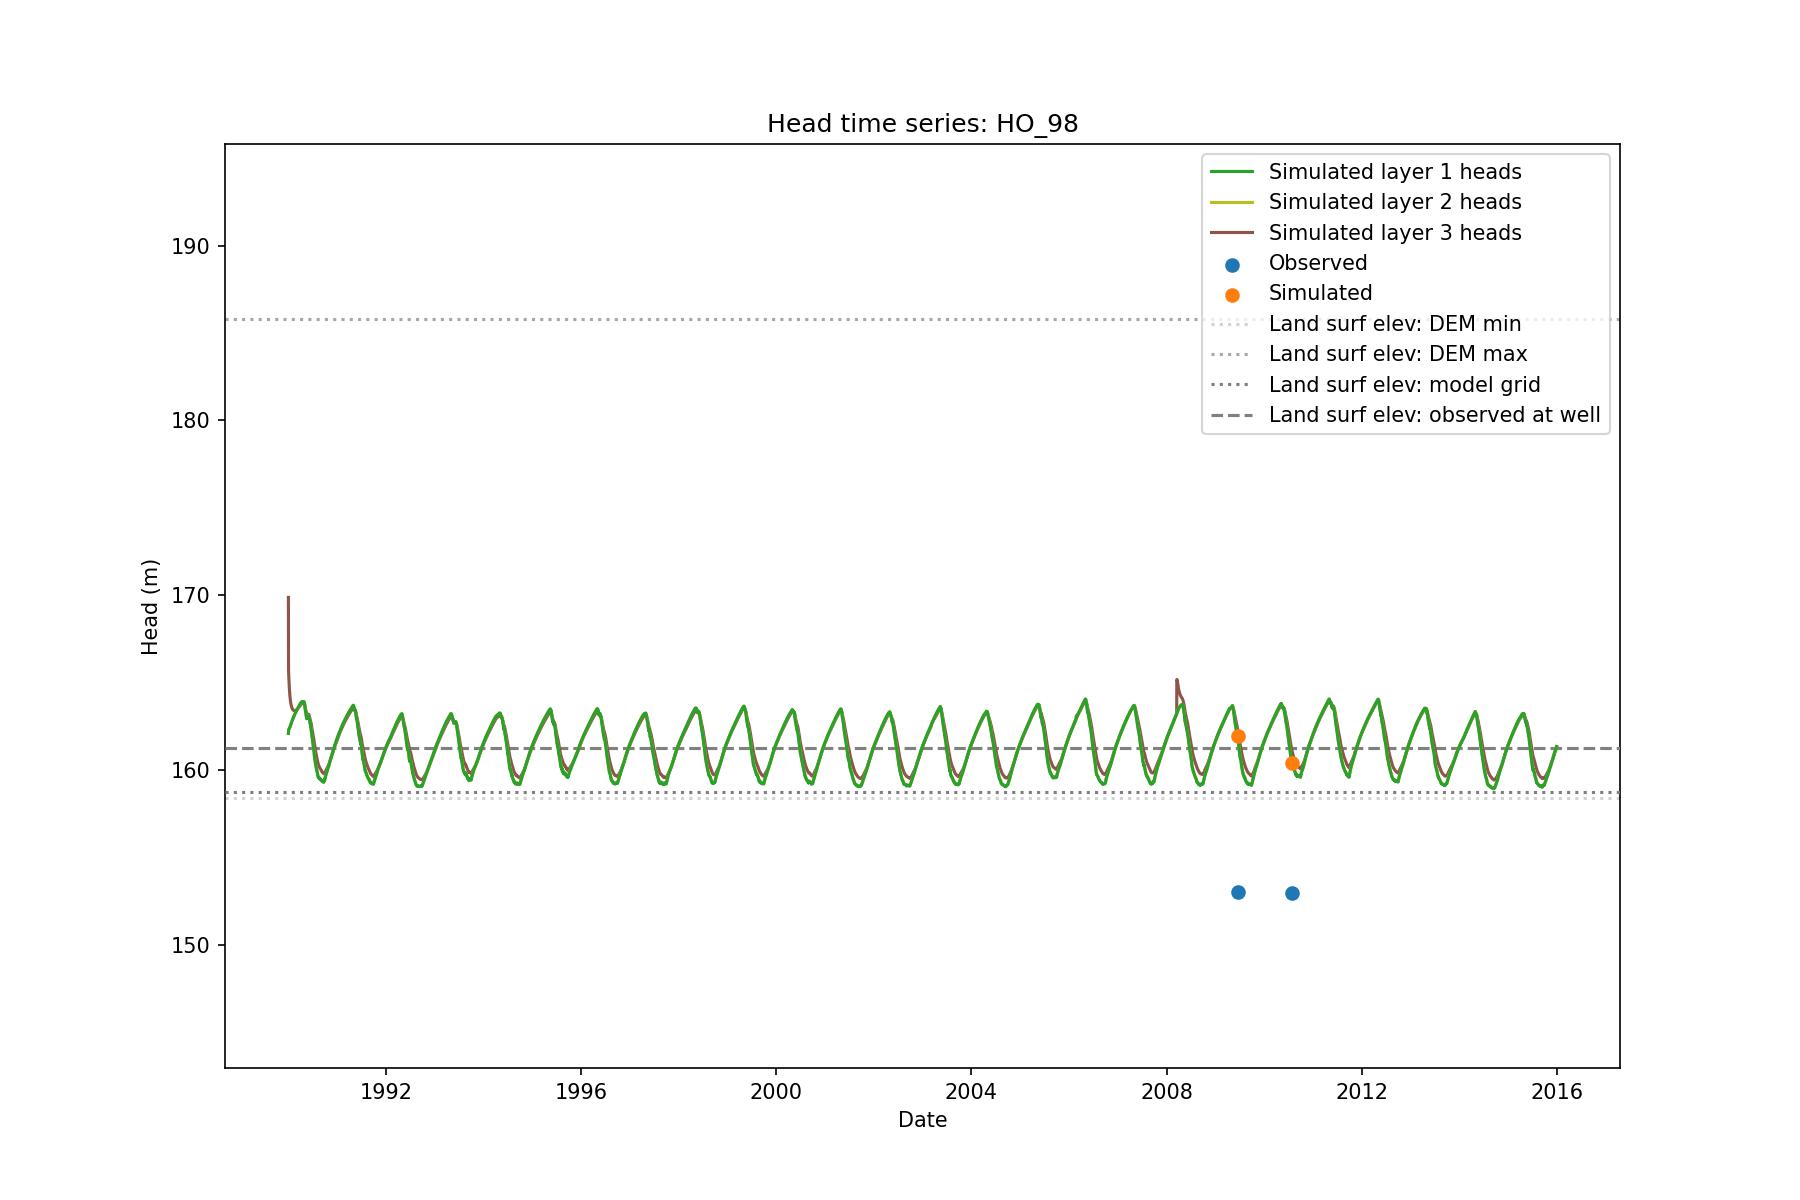 Head time series: HO_98
Simulated layer 1 heads
Simulated layer 2 heads
Simulated layer 3 heads
Observed
Simulated
Land surf elev: DEM min
Land surf elev: DEM max
Land surf elev: model grid
Land surf elev: observed at well
190
180
170
160
150
Head (m)
1992 1996 2000 2004 2008 2012 2016
Date